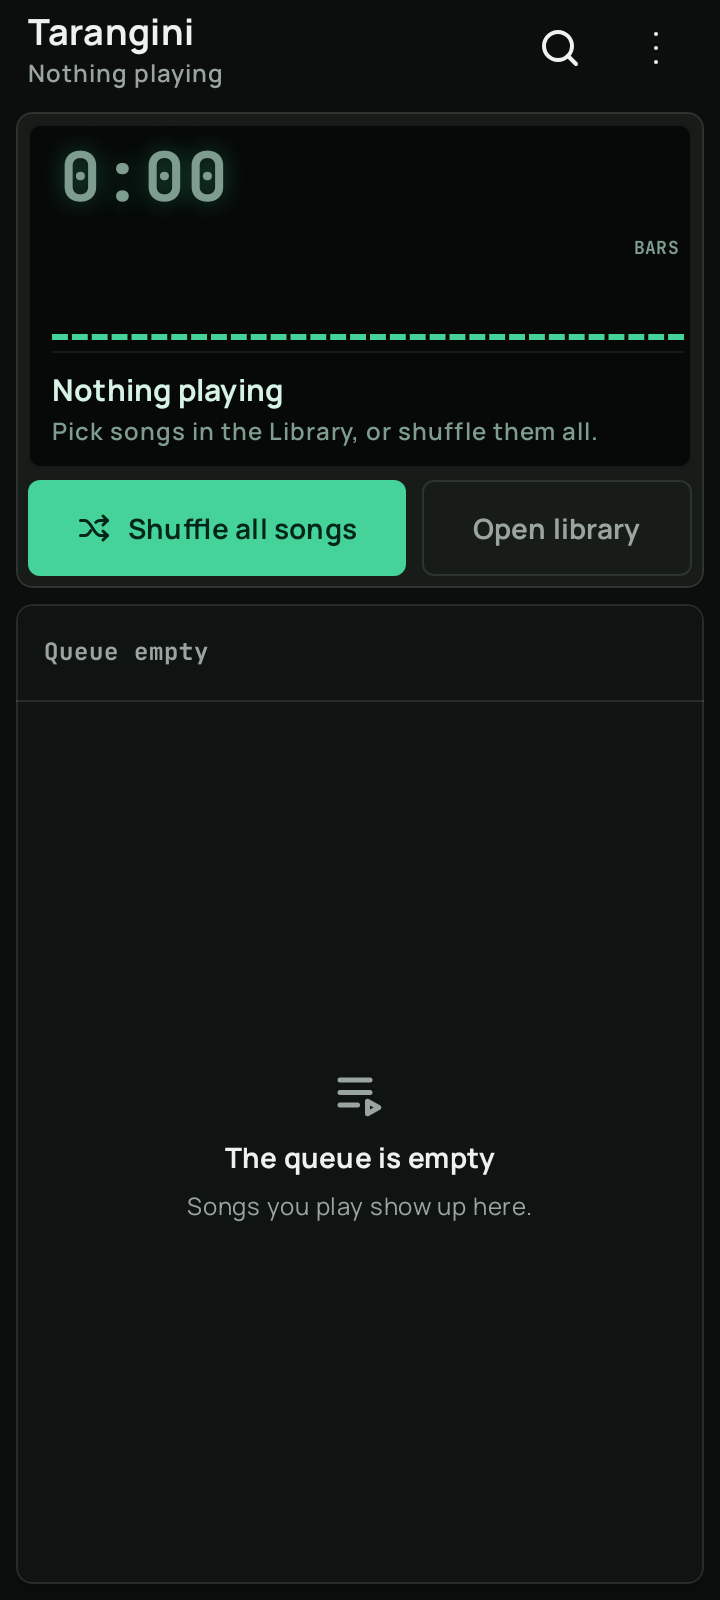 Tarangini
Nothing playing
0:00
BARS
Nothing playing
Pick songs in the Library, or shuffle them all.
Shuffle all songs
Open library
Queue empty
The queue is empty
Songs you play show up here.